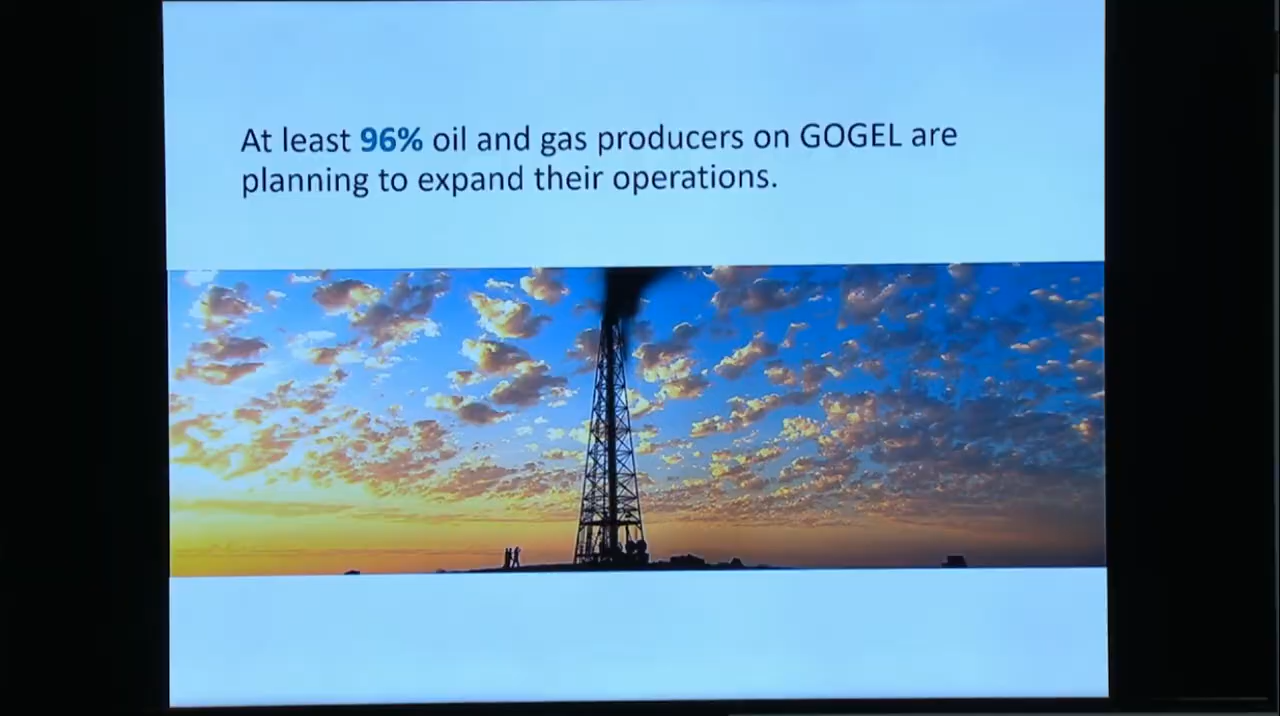 At least 96% oil and gas producers on GOGEL are
planning to expand their operations.